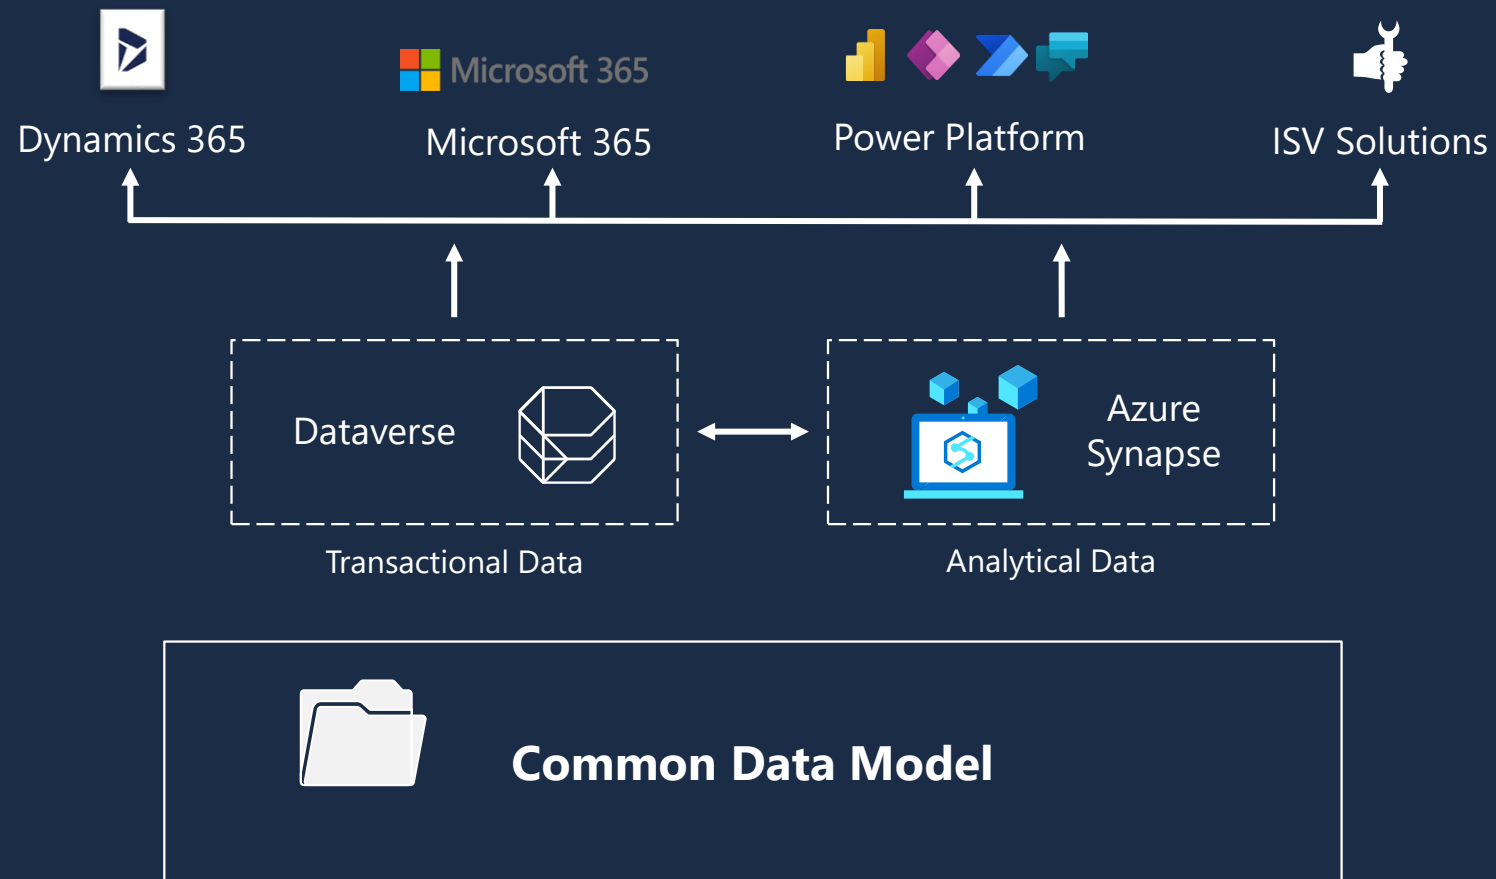 Microsoft 365
Dynamics 365
Microsoft 365
Power Platform
ISV Solutions
Dataverse
Azure
Synapse
Transactional Data
Analytical Data
Common Data Model